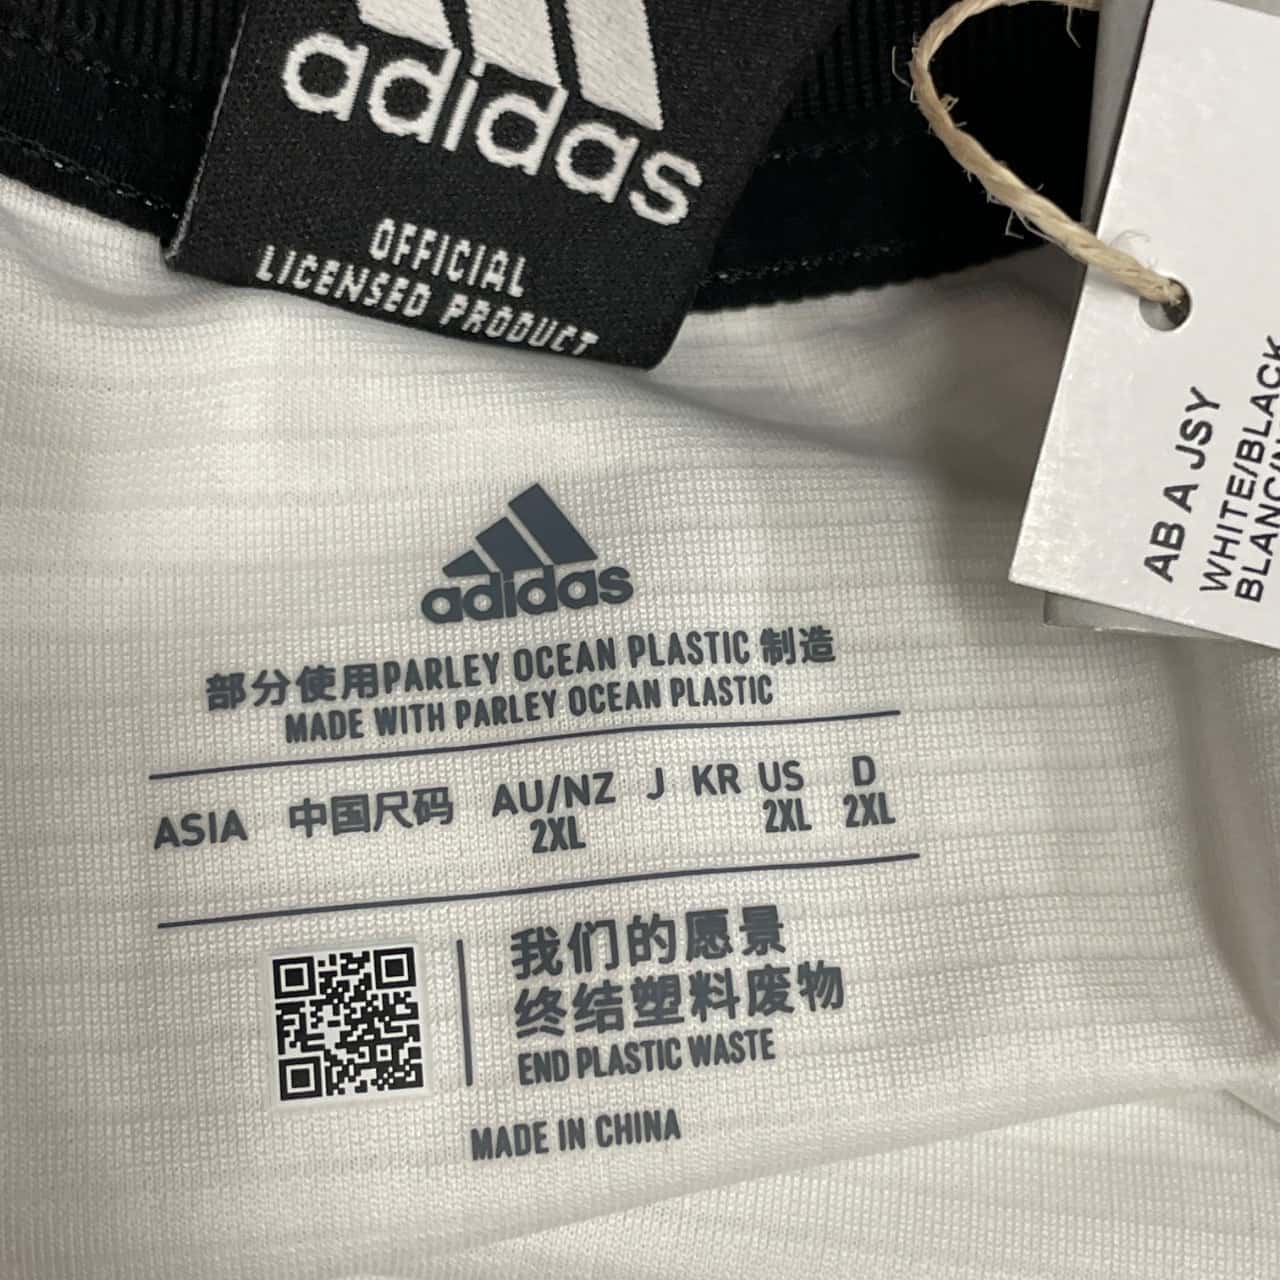 adidas
OFFICIAL
LICENSED PRODUCT
AB A JSY
WHITE/BLACK
BLANC/
adidas
部分使用PARLEY OCEAN PLASTIC 制造
MADE WITH PARLEY OCEAN PLASTIC
ASIA 中国尺码 AU/NZ J KR US D
2XL 2XL 2XL
我们的愿景
终结塑料废物
END PLASTIC WASTE
MADE IN CHINA